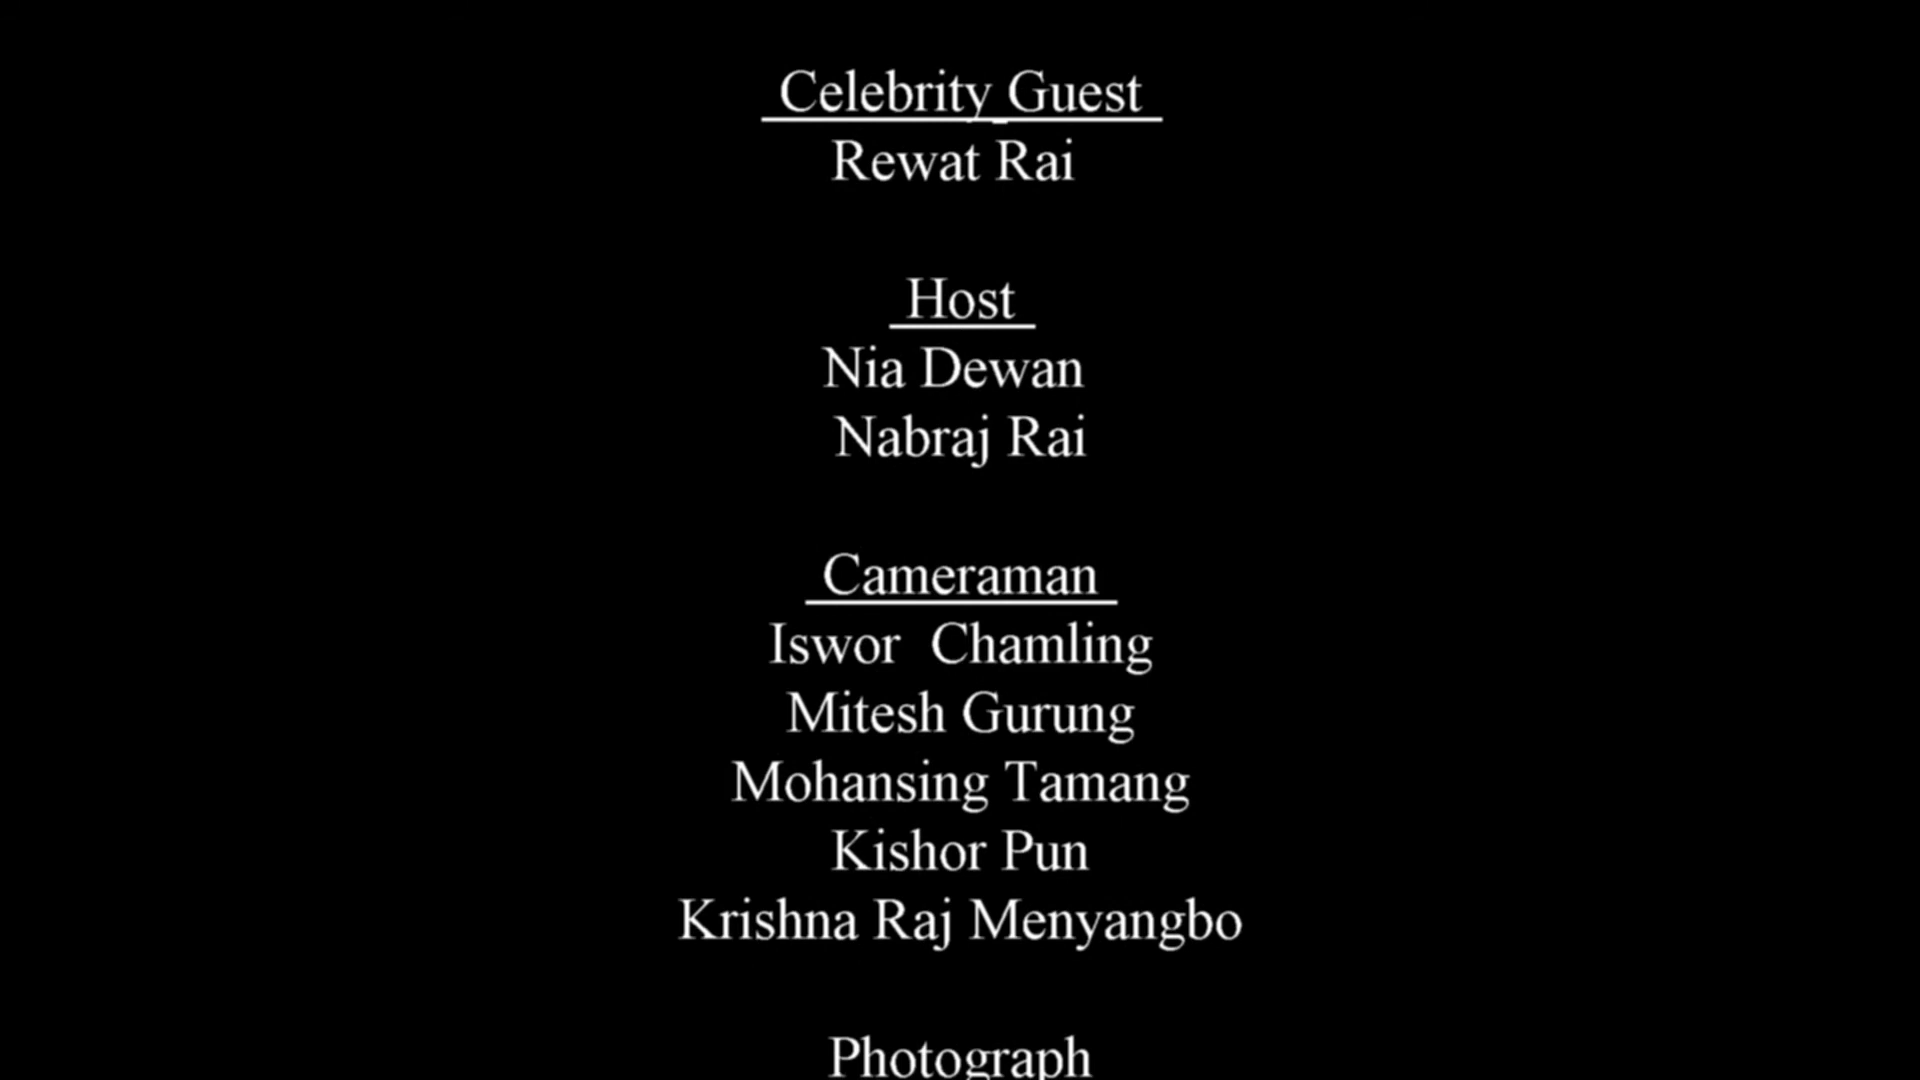 Celebrity Guest
Rewat Rai
Host
Nia Dewan
Nabraj Rai
Cameraman
Iswor  Chamling
Mitesh Gurung
Mohansing Tamang
Kishor Pun
Krishna Raj Menyangbo
Photograph